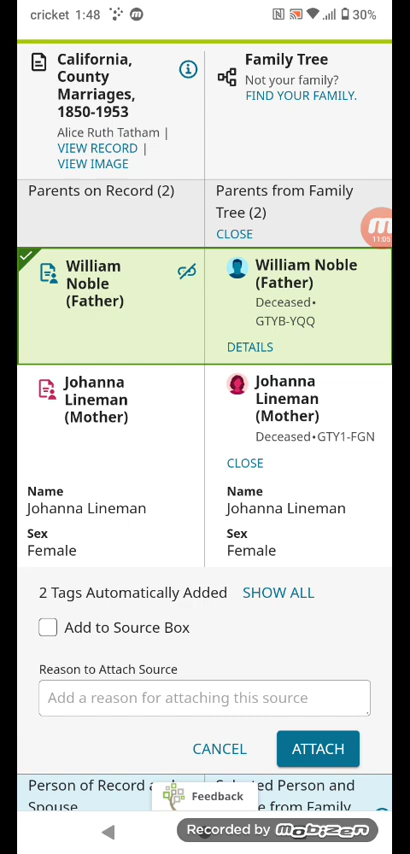 cricket 1:48
30%
California,
County
Marriages,
1850-1953
Alice Ruth Tatham |
VIEW RECORD |
VIEW IMAGE
Family Tree
Not your family?
FIND YOUR FAMILY.
Parents on Record (2)
Parents from Family
Tree (2)
CLOSE
11:05
William
Noble
(Father)
William Noble
(Father)
Deceased•
GTYB-YQQ
DETAILS
Johanna
Lineman
(Mother)
Johanna
Lineman
(Mother)
Deceased•GTY1-FGN
CLOSE
Name
Johanna Lineman
Sex
Female
Name
Johanna Lineman
Sex
Female
2 Tags Automatically Added SHOW ALL
Add to Source Box
Reason to Attach Source
Add a reason for attaching this source
CANCEL
ATTACH
Person of Record
Spouse
Selected Person and
from Family
Feedback
Recorded by mobizen